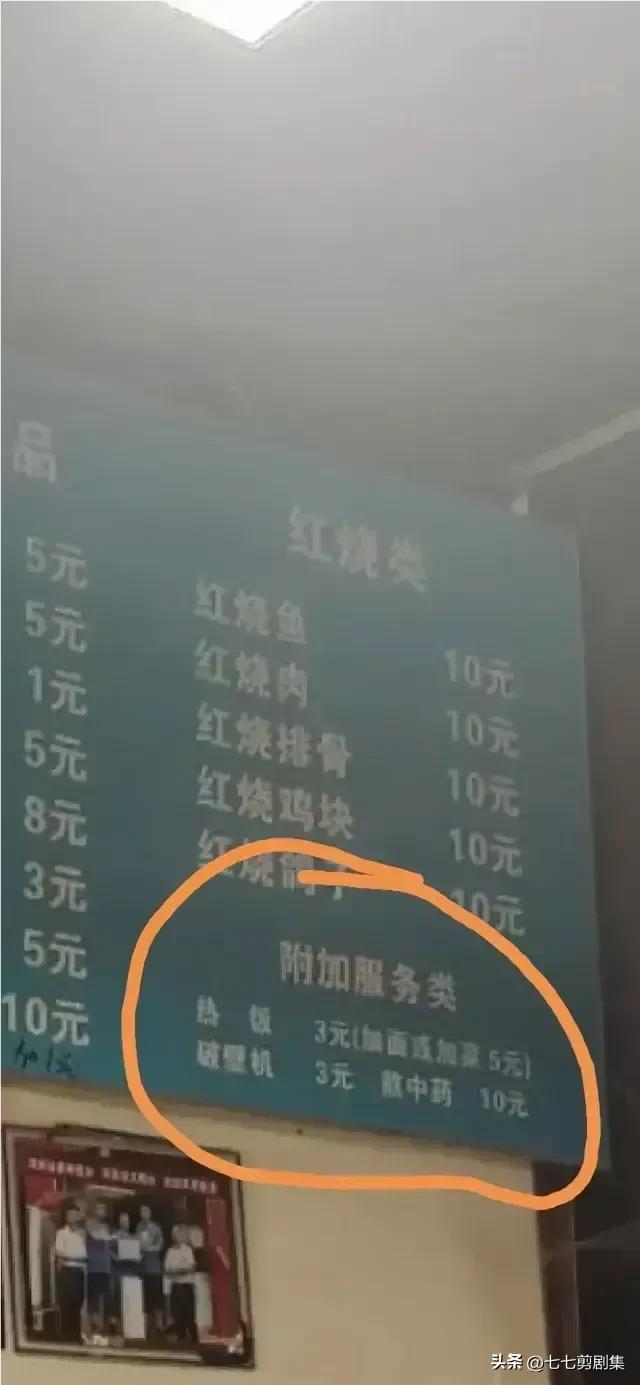 品
5元
5元
1元
5元
8元
3元
5元
10元
红烧类
红烧鱼 10元
红烧肉 10元
红烧排骨 10元
红烧鸡块 10元
红烧鸽子 10元
附加服务类
热饭 3元(加面或加菜5元)
破壁机 3元 熬中药 10元
头条 @七七剪剧集